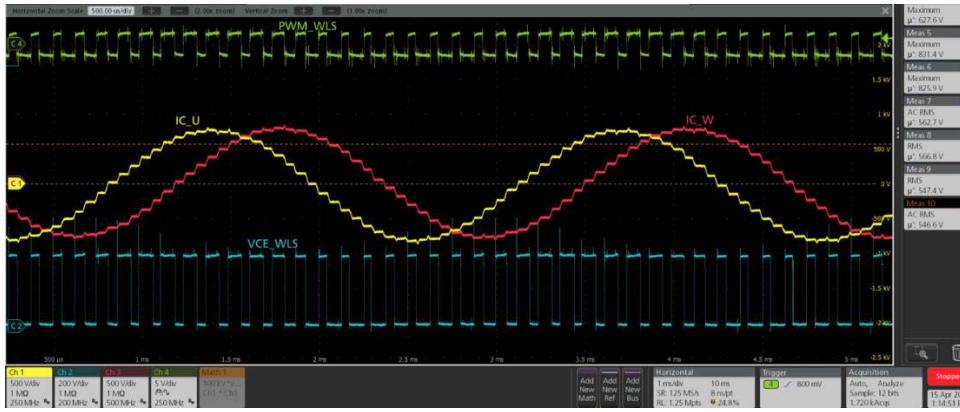 Horizontal Zoom Scale 500.00 us/div + − (2.00x zoom) Vertical Zoom + − (1.00x zoom)
PWM_WLS
C 4
2 kV
1.5 kV
1 kV
IC_U
IC_W
500 V
C 1
0 V
-500 V
VCE_WLS
-1 kV
-1.5 kV
C 2
-2 kV
-2.5 kV
500 µs 1 ms 1.5 ms 2 ms 2.5 ms 3 ms 3.5 ms 4 ms 4.5 ms 5 ms
Maximum
µ': 627.6 V
Meas 5
Maximum
µ': 831.4 V
Meas 6
Maximum
µ': 825.9 V
Meas 7
AC RMS
µ': 562.7 V
Meas 8
RMS
µ': 566.8 V
Meas 9
RMS
µ': 547.4 V
Meas 10
AC RMS
µ': 546.6 V
Ch 1
500 V/div
1 MΩ
250 MHz
Ch 2
200 V/div
1 MΩ
200 MHz
Ch 3
500 V/div
1 MΩ
500 MHz
Ch 4
5 V/div
250 MHz
Math 1
Add New Math
Add New Ref
Add New Bus
Horizontal
1 ms/div 10 ms
SR: 125 MS/s 8 ns/pt
RL: 1.25 Mpts 24.8%
Trigger
4 800 mV
Acquisition
Auto, Analyze
Sample: 12 bits
1.720 kAcqs
Stopped
15 Apr 20
1:14:51 P